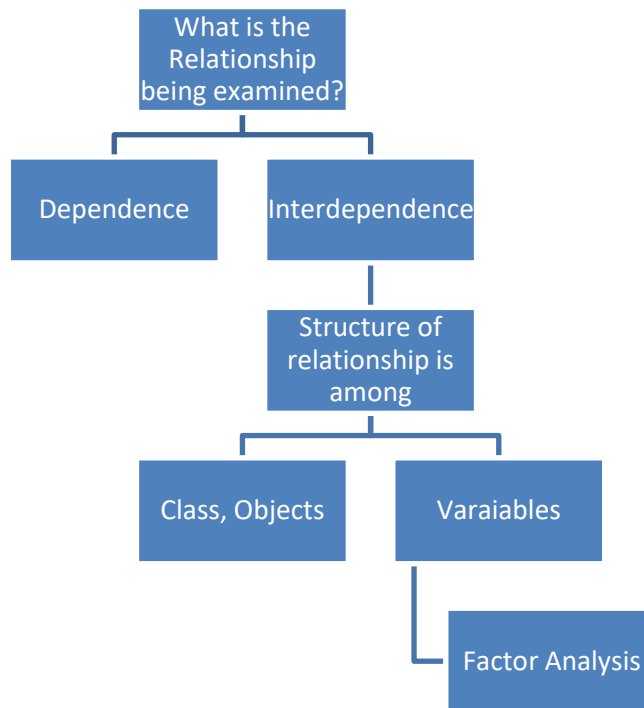 What is the
Relationship
being examined?
Dependence
Interdependence
Structure of
relationship is
among
Class, Objects
Varaiables
Factor Analysis